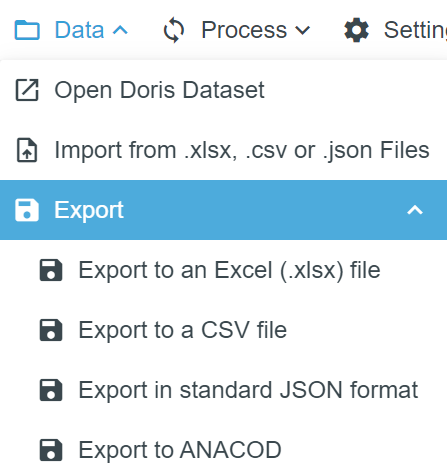 Data Process Settin
Open Doris Dataset
Import from .xlsx, .csv or .json Files
Export
Export to an Excel (.xlsx) file
Export to a CSV file
Export in standard JSON format
Export to ANACOD